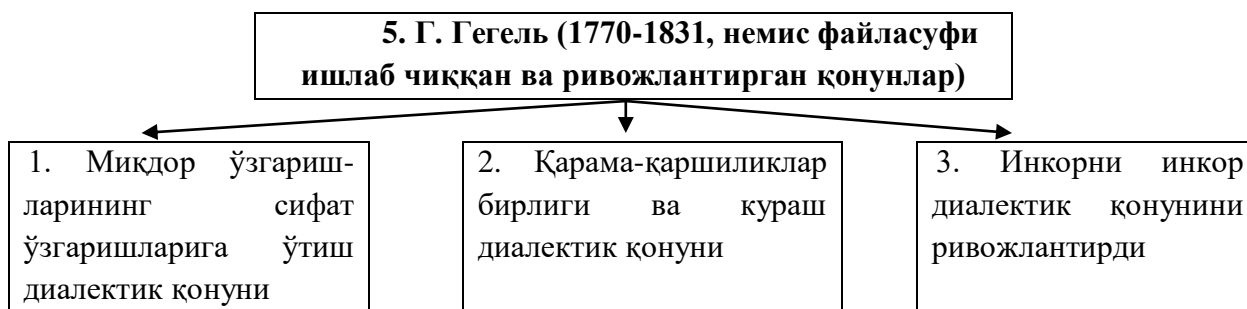 5. Г. Гегель (1770-1831, немис файласуфи
ишлаб чиққан ва ривожлантирган қонунлар)
1. Миқдор ўзгариш-
ларининг сифат
ўзгаришларига ўтиш
диалектик қонуни
2. Қарама-қаршиликлар
бирлиги ва кураш
диалектик қонуни
3. Инкорни инкор
диалектик қонунини
ривожлантирди